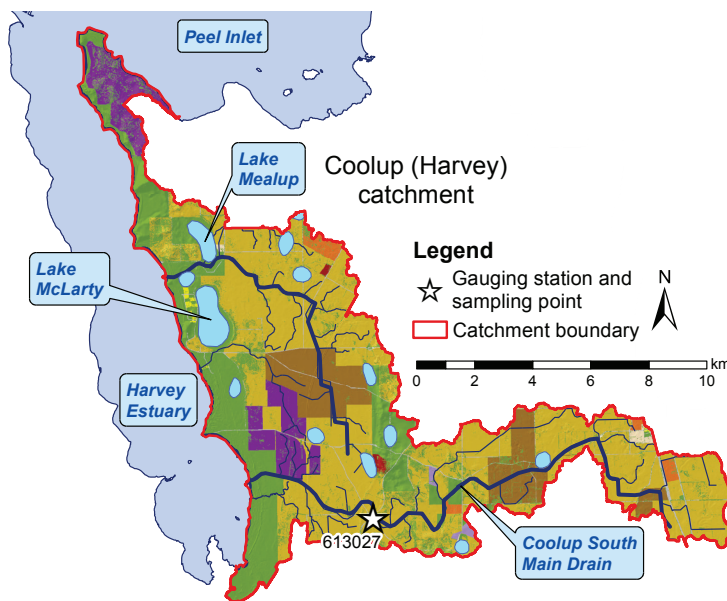 Peel Inlet
Lake
Mealup
Coolup (Harvey)
catchment
Lake
McLarty
Legend
Gauging station and
sampling point
Catchment boundary
N
km
0 2 4 6 8 10
Harvey
Estuary
613027
Coolup South
Main Drain